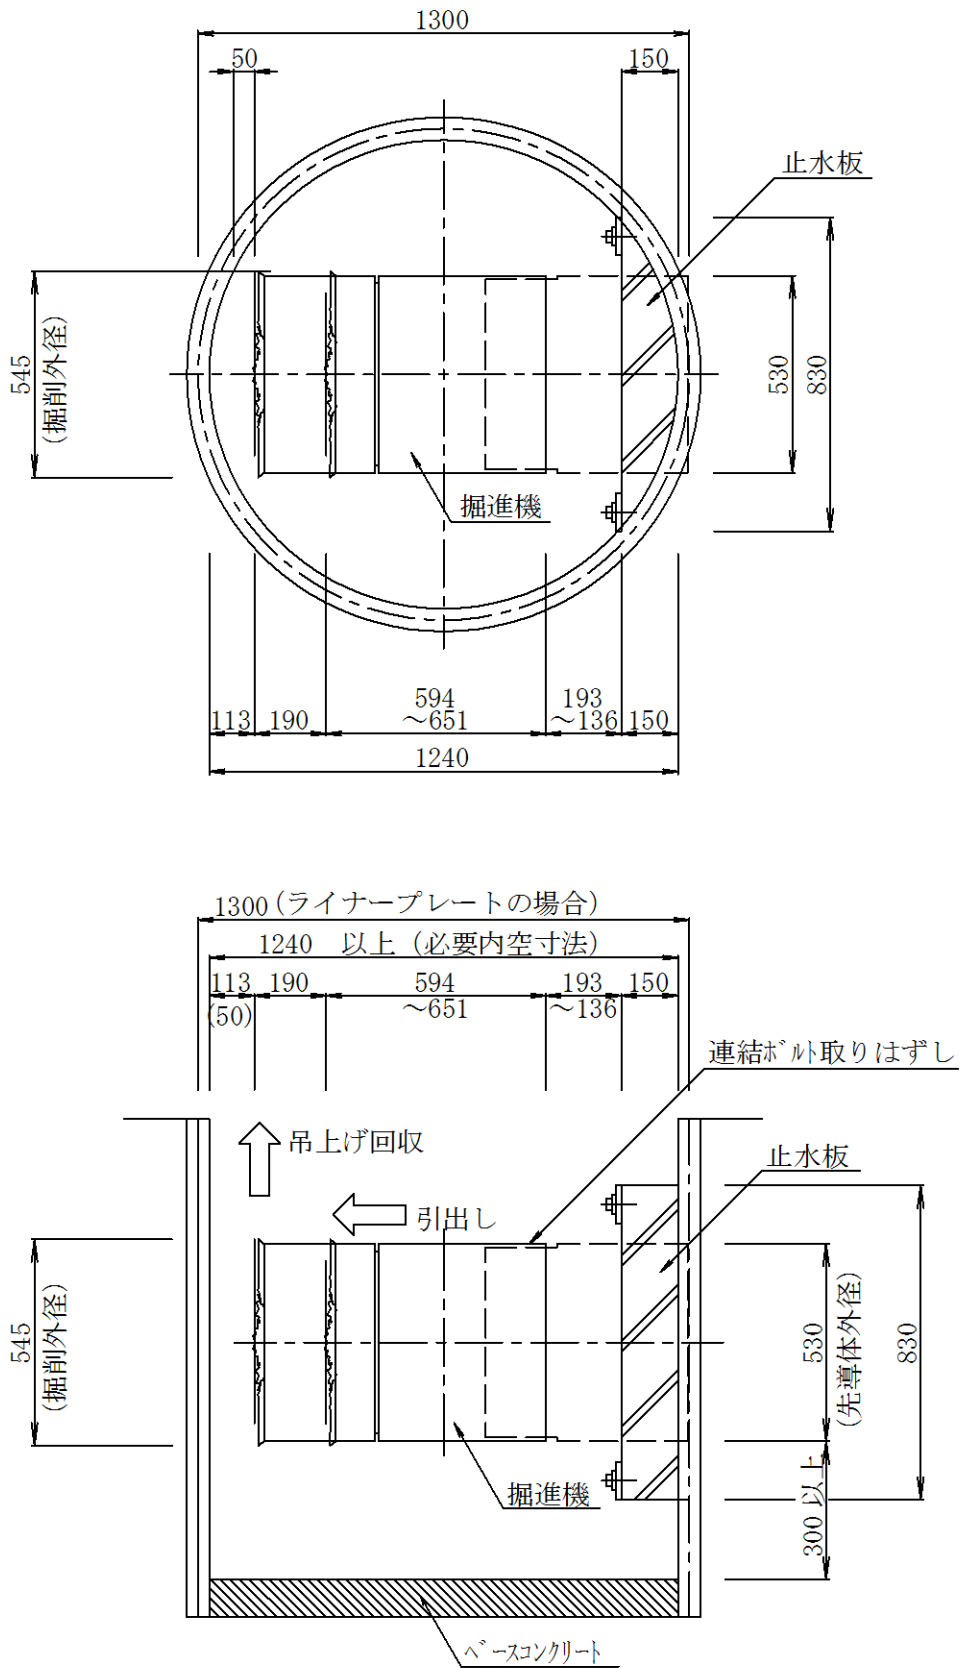 1300
50
150
止水板
545
(掘削外径)
530
830
掘進機
113
190
594
～651
193
～136
150
1240
1300(ライナープレートの場合)
1240 以上 (必要内空寸法)
113
(50)
190
594
～651
193
～136
150
連結ボルト取りはずし
吊上げ回収
止水板
引出し
545
(掘削外径)
530
(先導体外径)
830
掘進機
300以上
ベースコンクリート